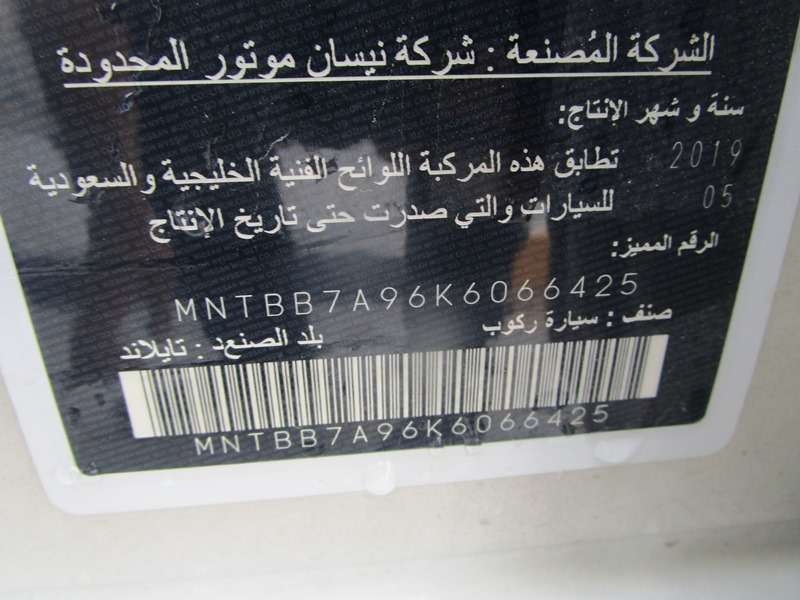 الشركة المُصنعة : شركة نيسان موتور المحدودة
سنة و شهر الإنتاج:
2019 تطابق هذه المركبة اللوائح الفنية الخليجية والسعودية
05 للسيارات والتي صدرت حتى تاريخ الإنتاج
الرقم المميز:
MNTBB7A96K6066425
صنف : سيارة ركوب بلد الصنع : تايلاند
MNTBB7A96K6066425